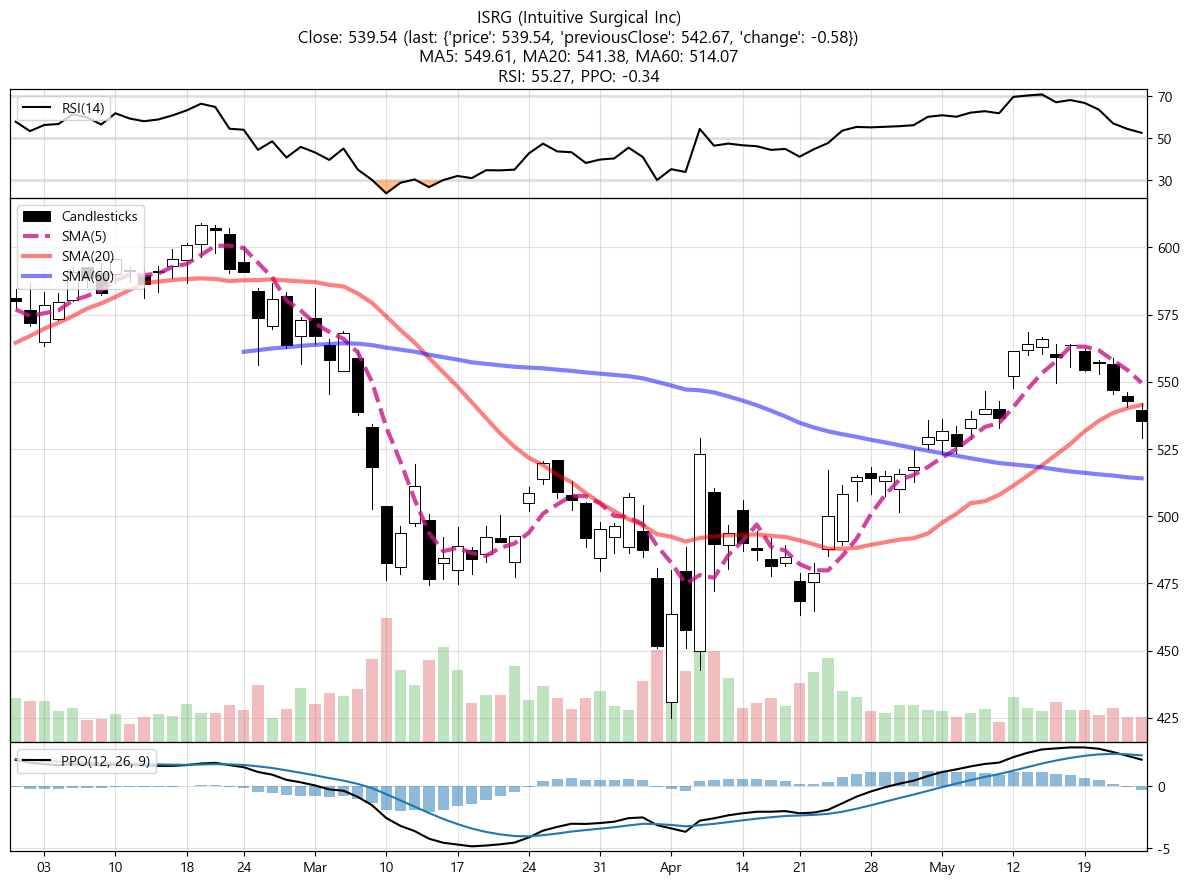 ISRG (Intuitive Surgical Inc)
Close: 539.54 (last: {'price': 539.54, 'previousClose': 542.67, 'change': -0.58})
MA5: 549.61, MA20: 541.38, MA60: 514.07
RSI: 55.27, PPO: -0.34
RSI(14)
70
50
30
Candlesticks
SMA(5)
SMA(20)
SMA(60)
600
575
550
525
500
475
450
425
PPO(12, 26, 9)
0
-5
03 10 18 24 Mar 10 17 24 31 Apr 14 21 28 May 12 19